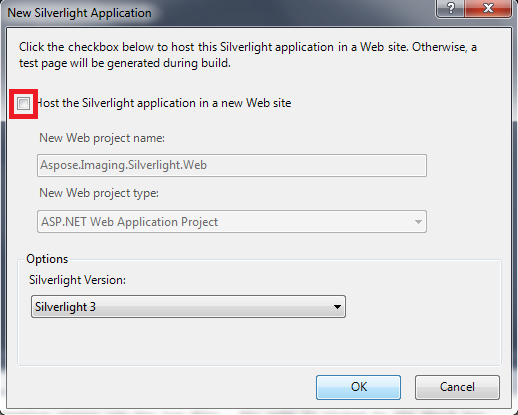 New Silverlight Application
?
Click the checkbox below to host this Silverlight application in a Web site. Otherwise, a
test page will be generated during build.
Host the Silverlight application in a new Web site
New Web project name:
Aspose.Imaging.Silverlight.Web
New Web project type:
ASP.NET Web Application Project
Options
Silverlight Version:
Silverlight 3
OK
Cancel